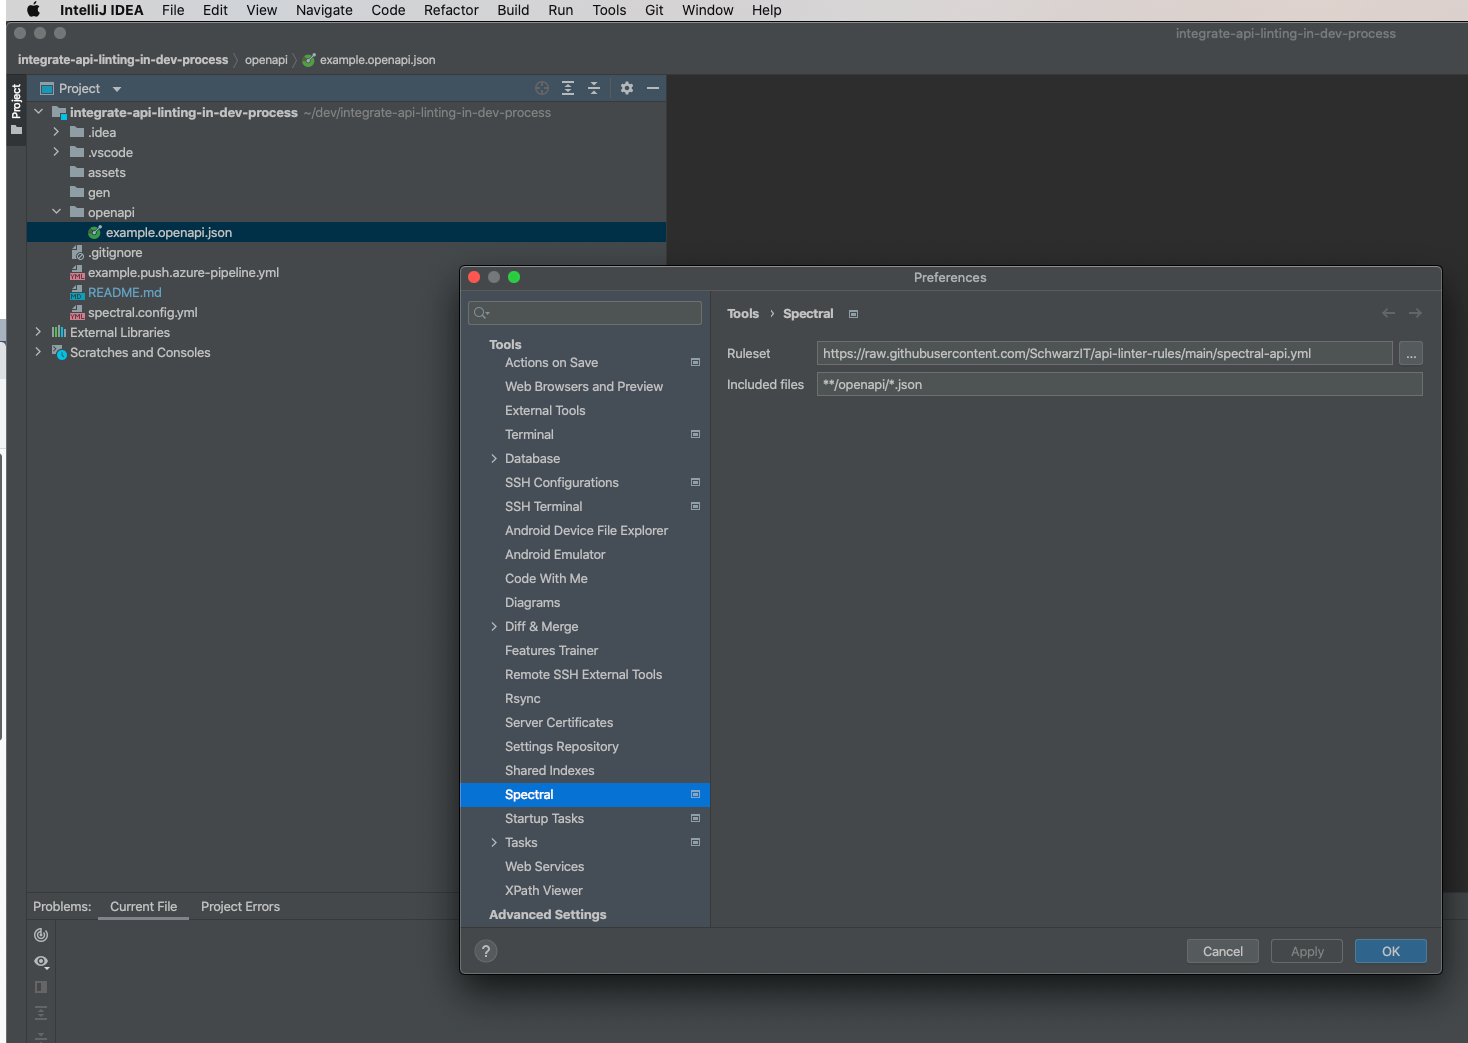 IntelliJ IDEA File Edit View Navigate Code Refactor Build Run Tools Git Window Help
integrate-api-linting-in-dev-process
integrate-api-linting-in-dev-process openapi example.openapi.json
Project
Project
integrate-api-linting-in-dev-process ~/dev/integrate-api-linting-in-dev-process
.idea
.vscode
assets
gen
openapi
example.openapi.json
.gitignore
YML example.push.azure-pipeline.yml
MD README.md
YML spectral.config.yml
External Libraries
Scratches and Consoles
Preferences
Tools
Actions on Save
Web Browsers and Preview
External Tools
Terminal
Database
SSH Configurations
SSH Terminal
Android Device File Explorer
Android Emulator
Code With Me
Diagrams
Diff & Merge
Features Trainer
Remote SSH External Tools
Rsync
Server Certificates
Settings Repository
Shared Indexes
Spectral
Startup Tasks
Tasks
Web Services
XPath Viewer
Advanced Settings
Tools › Spectral
Ruleset https://raw.githubusercontent.com/SchwarzIT/api-linter-rules/main/spectral-api.yml ...
Included files **/openapi/*.json
? Cancel Apply OK
Problems: Current File Project Errors